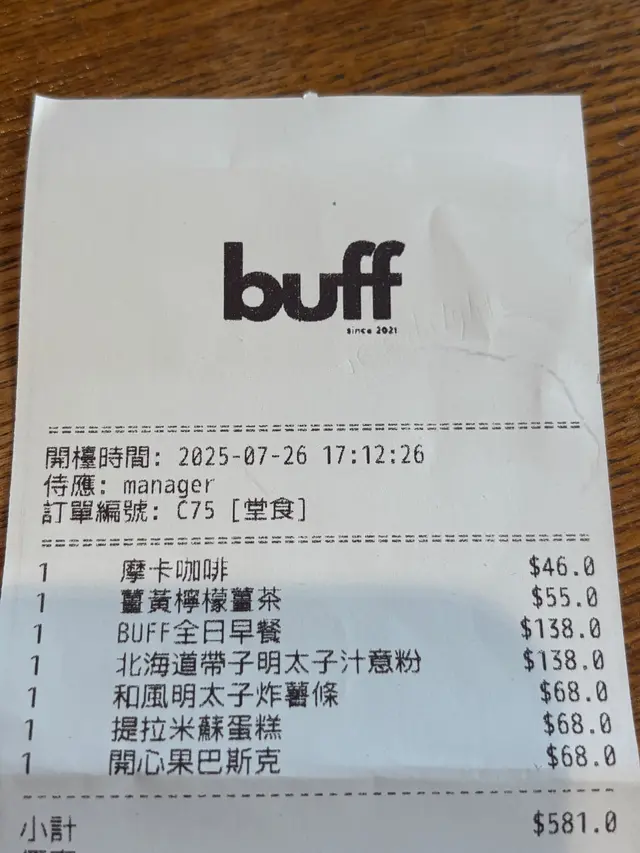 buff
since 2021
開檯時間: 2025-07-26 17:12:26
侍應: manager
訂單編號: C75 [堂食]
1 摩卡咖啡 $46.0
1 薑黃檸檬薑茶 $55.0
1 BUFF全日早餐 $138.0
1 北海道帶子明太子汁意粉 $138.0
1 和風明太子炸薯條 $68.0
1 提拉米蘇蛋糕 $68.0
1 開心果巴斯克 $68.0
小計 $581.0